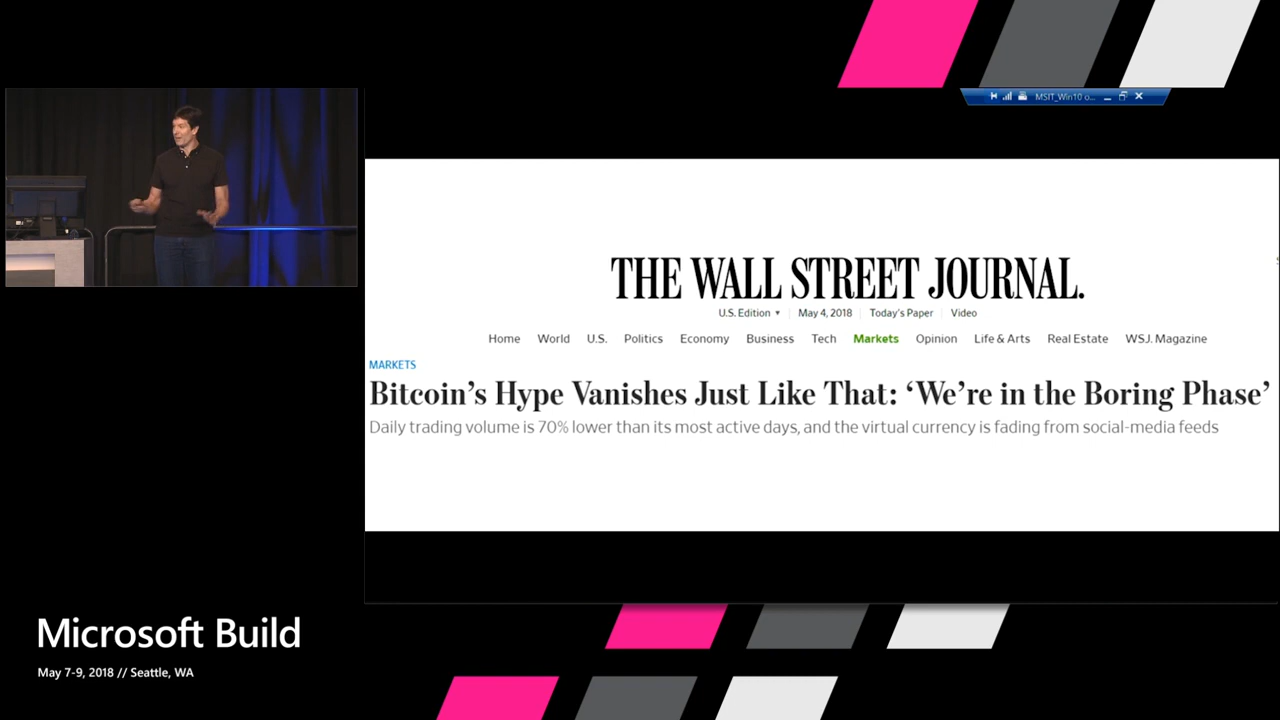 MSIT_Win10 o...
THE WALL STREET JOURNAL.
U.S. Edition ▼ | May 4, 2018 | Today's Paper | Video
Home World U.S. Politics Economy Business Tech Markets Opinion Life & Arts Real Estate WSJ. Magazine
MARKETS
Bitcoin's Hype Vanishes Just Like That: ‘We're in the Boring Phase’
Daily trading volume is 70% lower than its most active days, and the virtual currency is fading from social-media feeds
Microsoft Build
May 7-9, 2018 // Seattle, WA